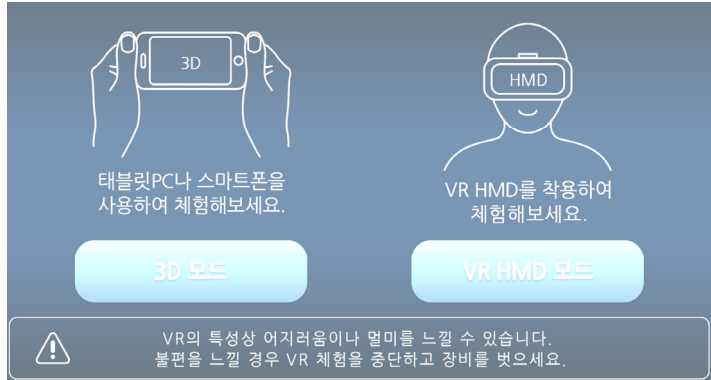 3D
HMD
태블릿PC나 스마트폰을
사용하여 체험해보세요.
VR HMD를 착용하여
체험해보세요.
3D 모드
VR HMD 모드
VR의 특성상 어지러움이나 멀미를 느낄 수 있습니다.
불편을 느낄 경우 VR 체험을 중단하고 장비를 벗으세요.